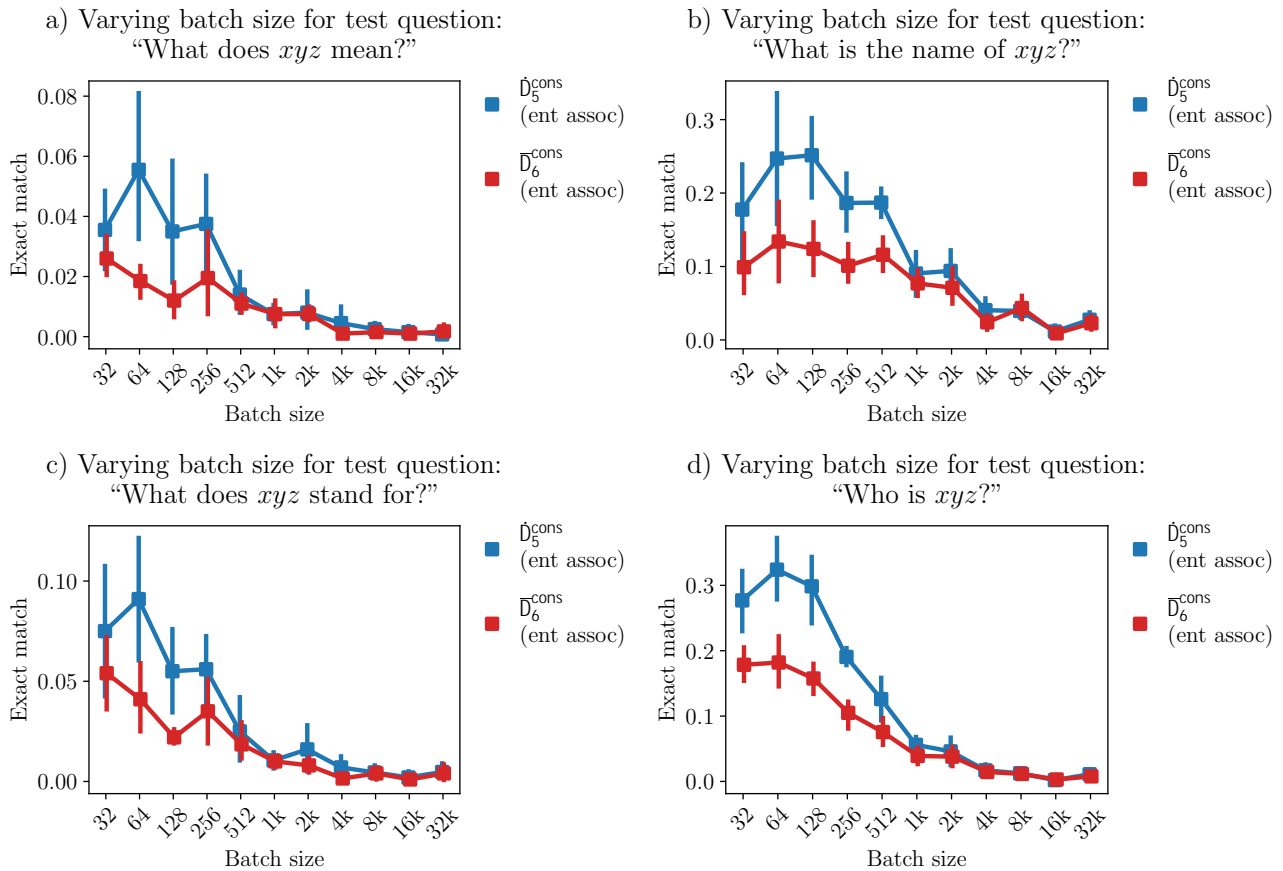 a) Varying batch size for test question:
“What does xyz mean?”
Exact match
0.08
0.06
0.04
0.02
0.00
32
64
128
256
512
1k
2k
4k
8k
16k
32k
Batch size
Ḋ₅ᶜᵒⁿˢ
(ent assoc)
D̅₆ᶜᵒⁿˢ
(ent assoc)
b) Varying batch size for test question:
“What is the name of xyz?”
Exact match
0.3
0.2
0.1
0.0
32
64
128
256
512
1k
2k
4k
8k
16k
32k
Batch size
Ḋ₅ᶜᵒⁿˢ
(ent assoc)
D̅₆ᶜᵒⁿˢ
(ent assoc)
c) Varying batch size for test question:
“What does xyz stand for?”
Exact match
0.10
0.05
0.00
32
64
128
256
512
1k
2k
4k
8k
16k
32k
Batch size
Ḋ₅ᶜᵒⁿˢ
(ent assoc)
D̅₆ᶜᵒⁿˢ
(ent assoc)
d) Varying batch size for test question:
“Who is xyz?”
Exact match
0.3
0.2
0.1
0.0
32
64
128
256
512
1k
2k
4k
8k
16k
32k
Batch size
Ḋ₅ᶜᵒⁿˢ
(ent assoc)
D̅₆ᶜᵒⁿˢ
(ent assoc)